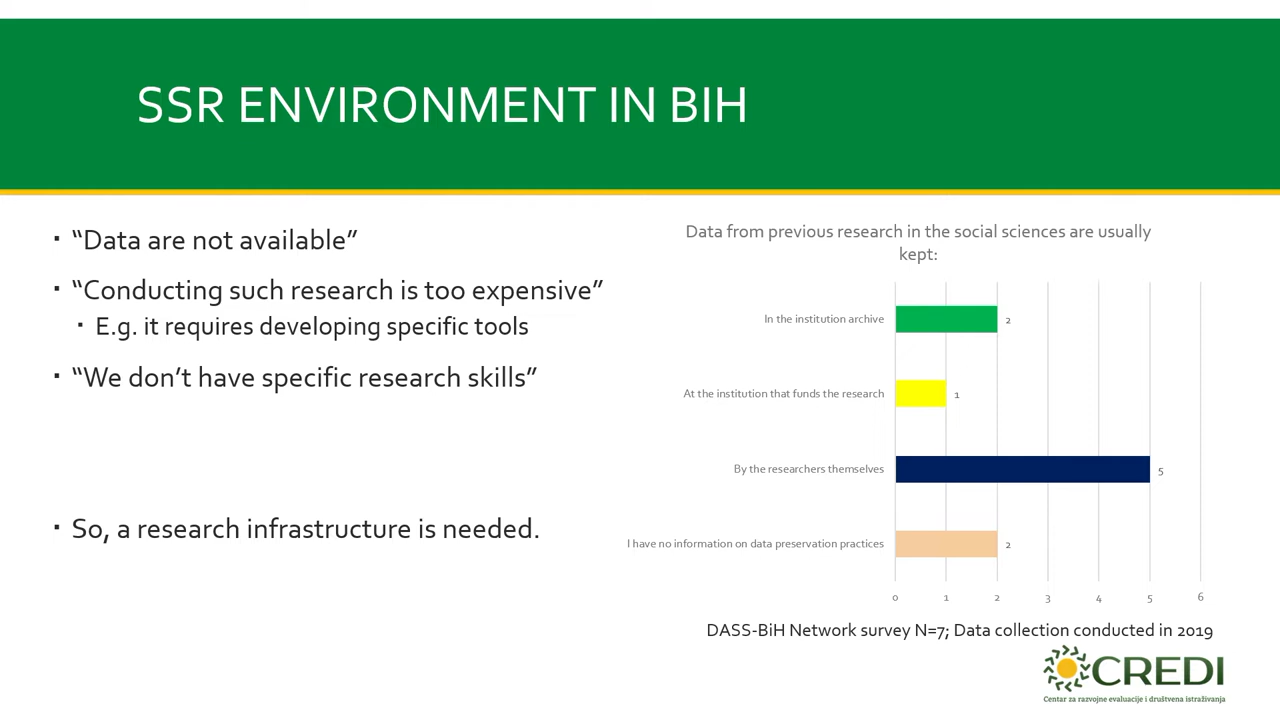 SSR ENVIRONMENT IN BIH
▪ “Data are not available”
▪ “Conducting such research is too expensive”
▪ E.g. it requires developing specific tools
▪ “We don’t have specific research skills”
▪ So, a research infrastructure is needed.
Data from previous research in the social sciences are usually
kept:
In the institution archive 2
At the institution that funds the research 1
By the researchers themselves 5
I have no information on data preservation practices 2
0 1 2 3 4 5 6
DASS-BiH Network survey N=7; Data collection conducted in 2019
CREDI
Centar za razvojne evaluacije i društvena istraživanja